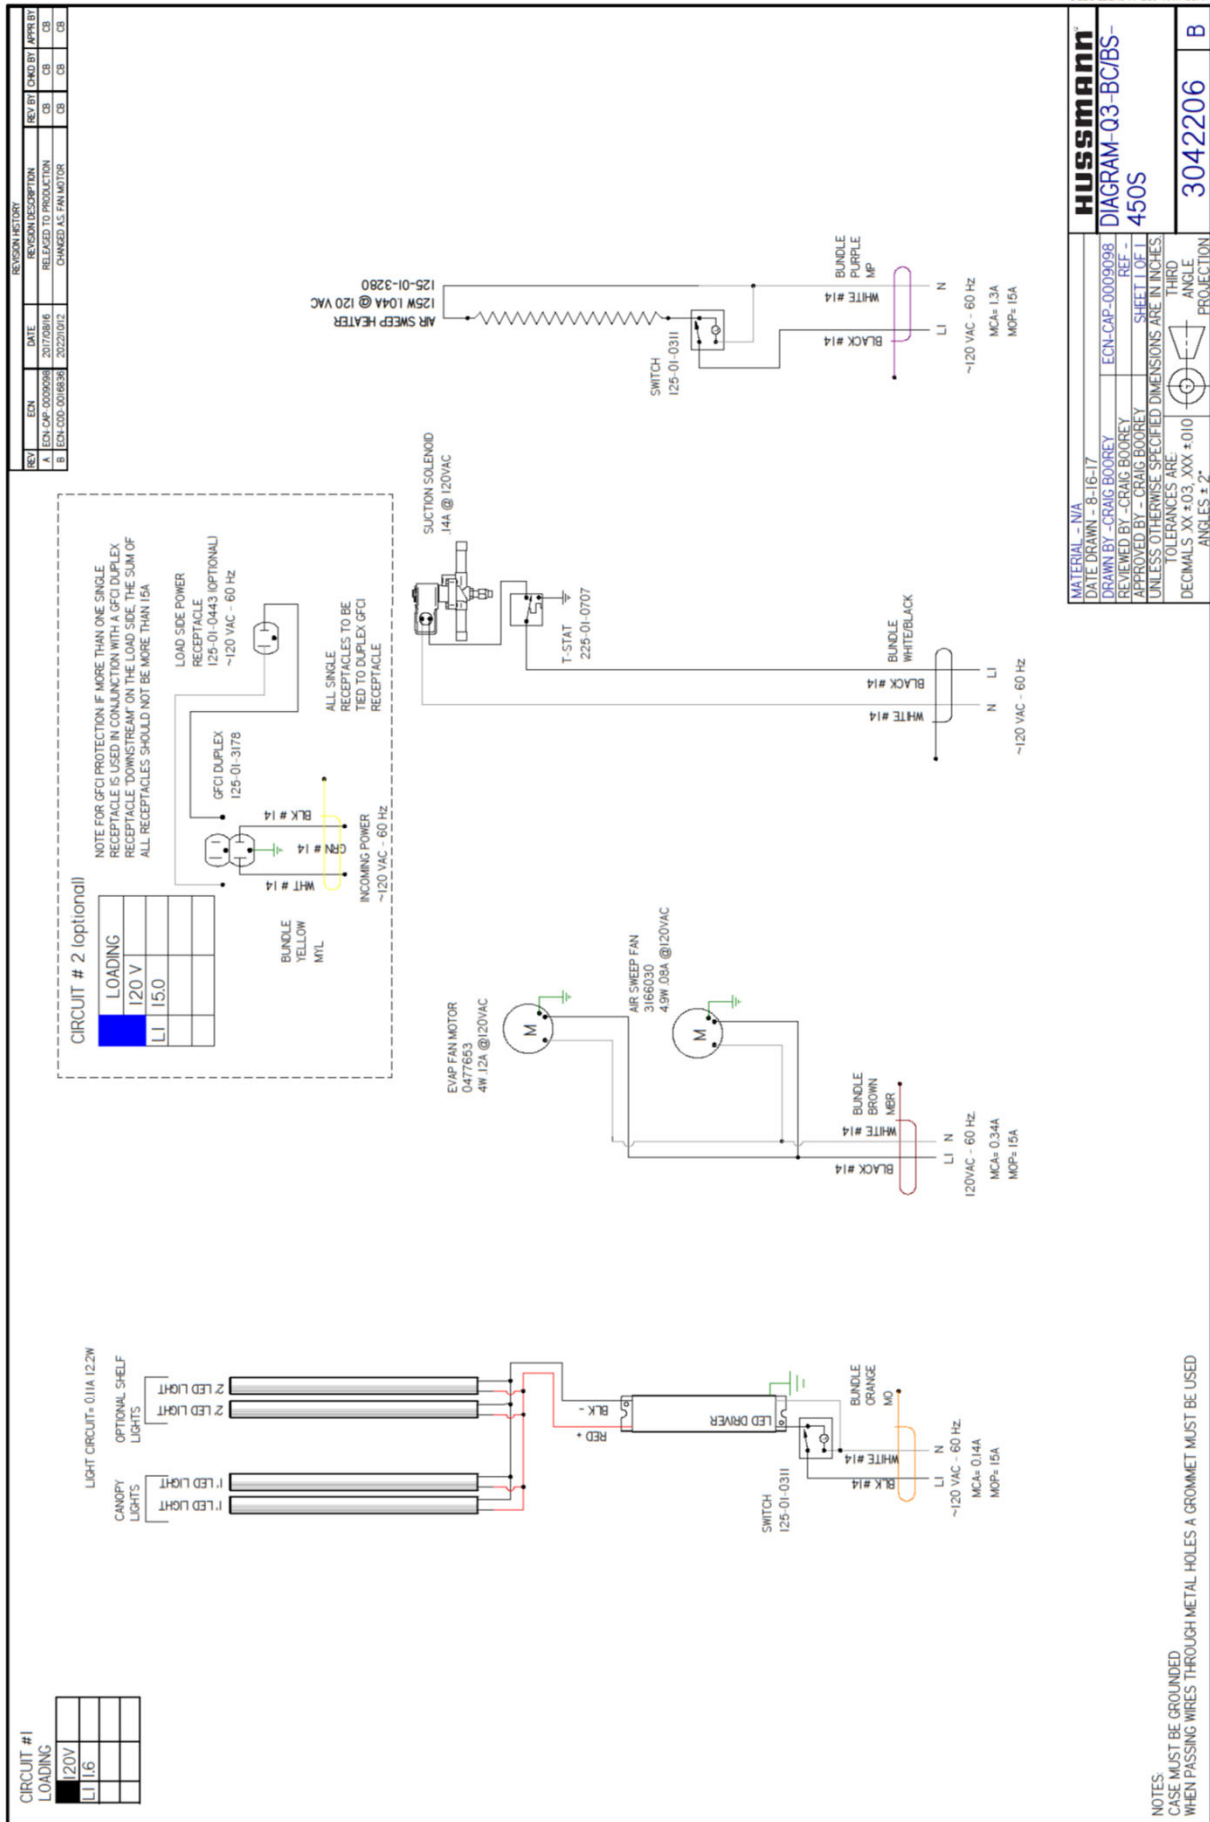 CIRCUIT #1
LOADING
120V
L1 1.6
LIGHT CIRCUIT= 0.11A 12.2W
CANOPY
LIGHTS
OPTIONAL SHELF
LIGHTS
1' LED LIGHT
1' LED LIGHT
2' LED LIGHT
2' LED LIGHT
RED +
BLK -
LED DRIVER
SWITCH
125-01-0311
BLK #14
WHITE #14
BUNDLE
ORANGE
MO
L1 N
~120 VAC - 60 Hz.
MCA= 0.14A
MOP= 15A
CIRCUIT # 2 (optional)
LOADING
120 V
L1 15.0
NOTE FOR GFCI PROTECTION: IF MORE THAN ONE SINGLE
RECEPTACLE IS USED IN CONJUNCTION WITH A GFCI DUPLEX
RECEPTACLE "DOWNSTREAM" ON THE LOAD SIDE, THE SUM OF
ALL RECEPTACLES SHOULD NOT BE MORE THAN 15A
GFCI DUPLEX
125-01-3178
LOAD SIDE POWER
RECEPTACLE
125-01-0443 (OPTIONAL)
~120 VAC - 60 Hz
BUNDLE
YELLOW
MYL
WHT # 14
GRN # 14
BLK # 14
INCOMING POWER
~120 VAC - 60 Hz
ALL SINGLE
RECEPTACLES TO BE
TIED TO DUPLEX GFCI
RECEPTACLE
EVAP FAN MOTOR
0477653
4W .12A @120VAC
M
AIR SWEEP FAN
3166030
4.9W .08A @120VAC
M
BLACK #14
WHITE #14
BUNDLE
BROWN
MBR
L1 N
120VAC - 60 Hz.
MCA= 0.34A
MOP= 15A
SUCTION SOLENOID
.14A @ 120VAC
T-STAT
225-01-0707
WHITE #14
BLACK #14
BUNDLE
WHITE/BLACK
N L1
~120 VAC - 60 Hz
AIR SWEEP HEATER
125W 1.04A @ 120 VAC
125-01-3280
SWITCH
125-01-0311
BLACK #14
WHITE #14
BUNDLE
PURPLE
MP
L1 N
~120 VAC - 60 Hz
MCA= 1.3A
MOP= 15A
REVISION HISTORY
REV ECN DATE REVISION DESCRIPTION REV BY CHKD BY APPR BY
A ECN-CAP-0009098 2017/08/16 RELEASED TO PRODUCTION CB CB CB
B ECN-COD-0016836 2022/10/12 CHANGED A.S. FAN MOTOR CB CB CB
NOTES:
CASE MUST BE GROUNDED
WHEN PASSING WIRES THROUGH METAL HOLES A GROMMET MUST BE USED
MATERIAL - N/A
DATE DRAWN - 8-16-17
DRAWN BY -CRAIG BOOREY ECN-CAP-0009098
REVIEWED BY -CRAIG BOOREY REF -
APPROVED BY - CRAIG BOOREY SHEET 1 OF 1
UNLESS OTHERWISE SPECIFIED DIMENSIONS ARE IN INCHES.
TOLERANCES ARE:
DECIMALS .XX ±.03, .XXX ±.010
ANGLES ± 2°
THIRD
ANGLE
PROJECTION
HUSSMANN
DIAGRAM-Q3-BC/BS-
450S
3042206 B